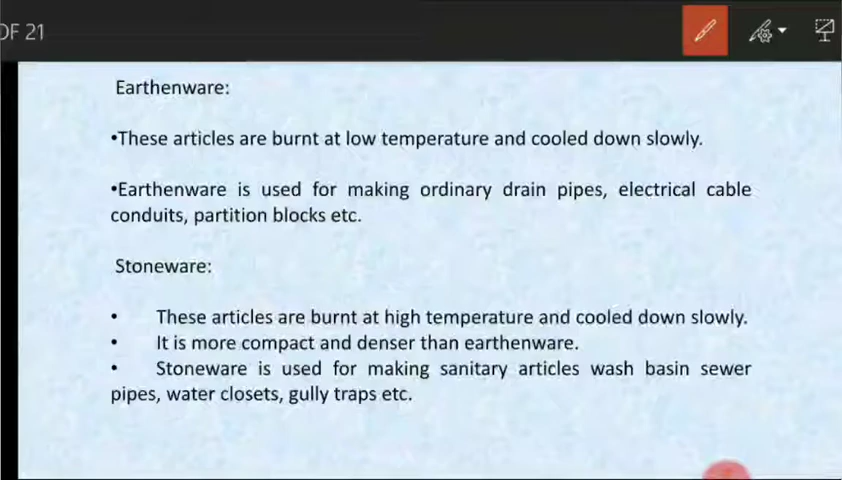 OF 21
Earthenware:
•These articles are burnt at low temperature and cooled down slowly.
•Earthenware is used for making ordinary drain pipes, electrical cable
conduits, partition blocks etc.
Stoneware:
• These articles are burnt at high temperature and cooled down slowly.
• It is more compact and denser than earthenware.
• Stoneware is used for making sanitary articles wash basin sewer
pipes, water closets, gully traps etc.